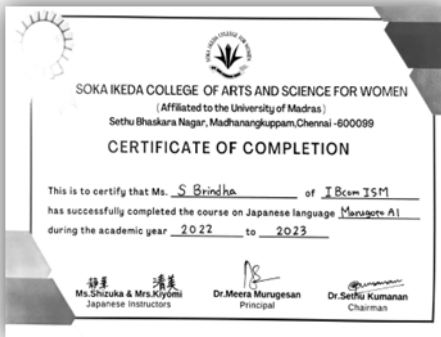 SOKA IKEDA COLLEGE OF ARTS AND SCIENCE FOR WOMEN
(Affiliated to the University of Madras)
Sethu Bhaskara Nagar, Madhanangkuppam,Chennai -600099
CERTIFICATE OF COMPLETION
This is to certify that Ms. S Brindha of I Bcom ISM
has successfully completed the course on Japanese language Marugoto A1
during the academic year 2022 to 2023
静華 清美
Ms.Shizuka & Mrs.Kiyomi Dr.Meera Murugesan Dr.Sethu Kumanan
Japanese Instructors Principal Chairman